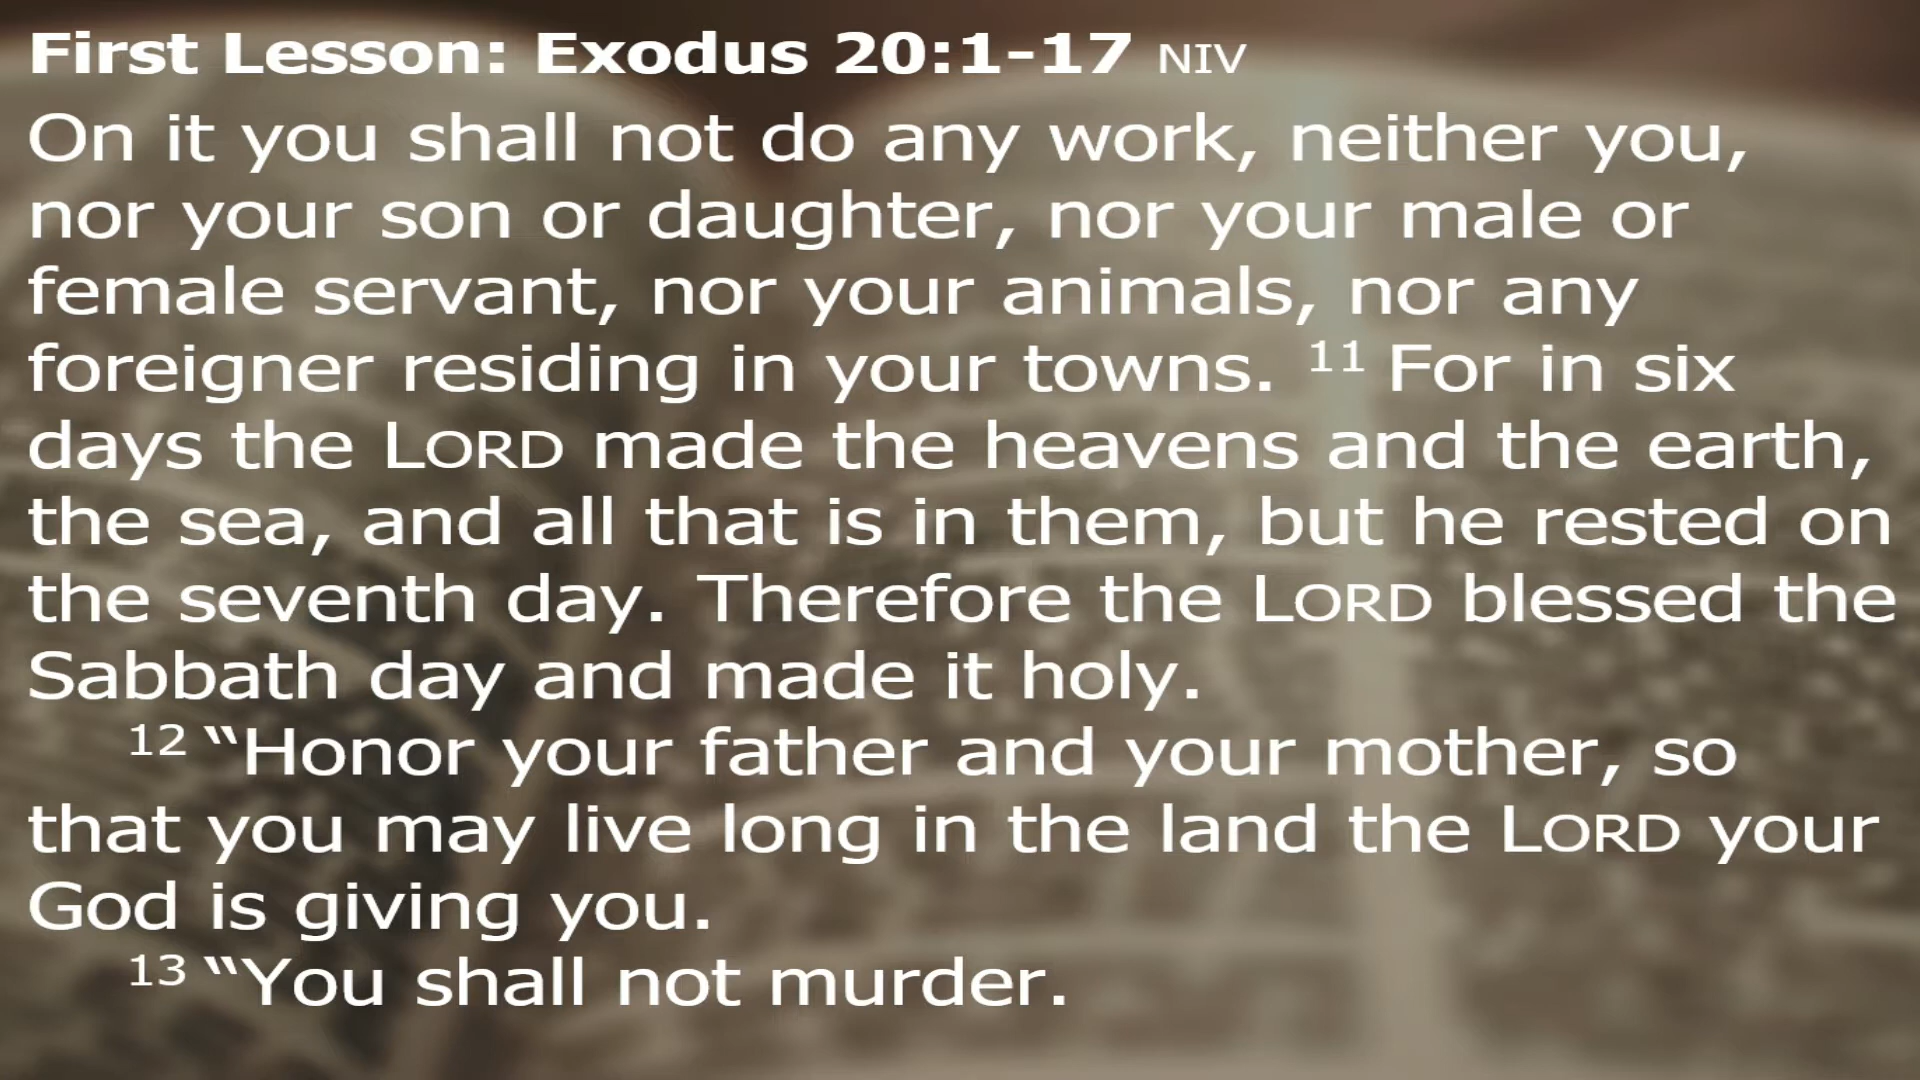 First Lesson: Exodus 20:1-17 NIV
On it you shall not do any work, neither you,
nor your son or daughter, nor your male or
female servant, nor your animals, nor any
foreigner residing in your towns. 11 For in six
days the LORD made the heavens and the earth,
the sea, and all that is in them, but he rested on
the seventh day. Therefore the LORD blessed the
Sabbath day and made it holy.
12 “Honor your father and your mother, so
that you may live long in the land the LORD your
God is giving you.
13 “You shall not murder.